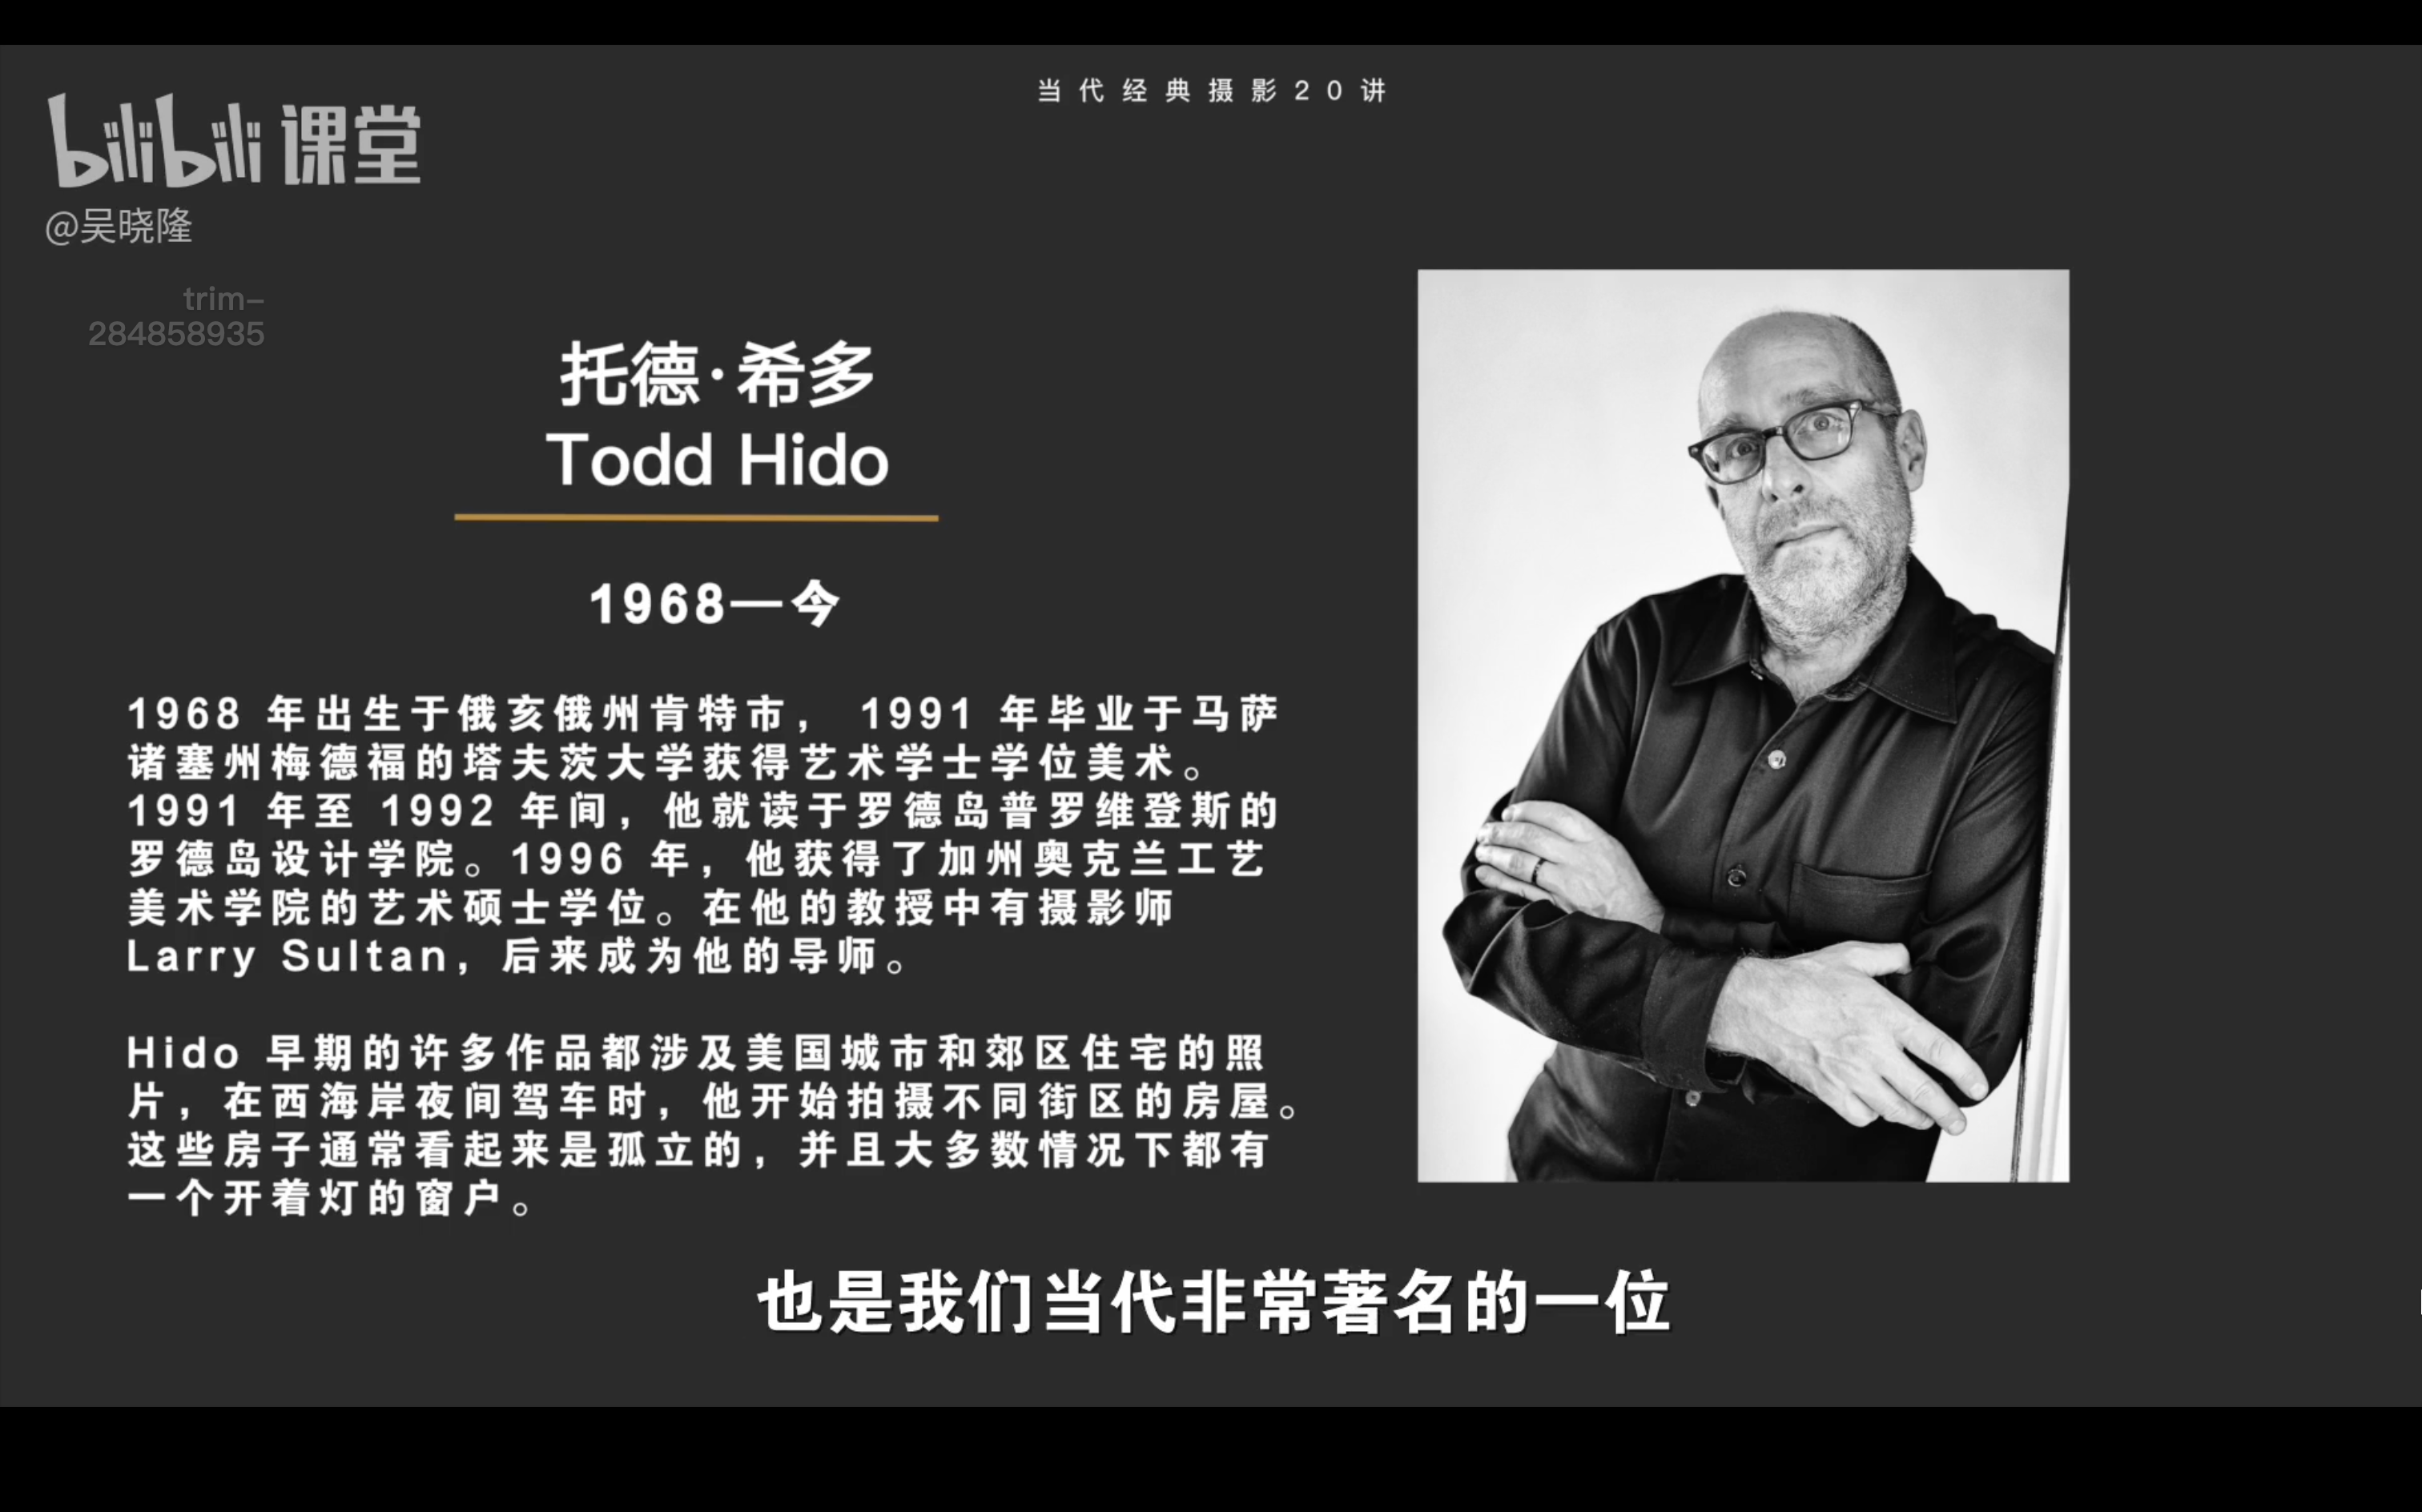 当代经典摄影20讲
bilibili 课堂
@吴晓隆
trim-
284858935
托德·希多
Todd Hido
1968—今
1968 年出生于俄亥俄州肯特市， 1991 年毕业于马萨
诸塞州梅德福的塔夫茨大学获得艺术学士学位美术。
1991 年至 1992 年间，他就读于罗德岛普罗维登斯的
罗德岛设计学院。1996 年，他获得了加州奥克兰工艺
美术学院的艺术硕士学位。在他的教授中有摄影师
Larry Sultan，后来成为他的导师。
Hido 早期的许多作品都涉及美国城市和郊区住宅的照
片，在西海岸夜间驾车时，他开始拍摄不同街区的房屋。
这些房子通常看起来是孤立的，并且大多数情况下都有
一个开着灯的窗户。
也是我们当代非常著名的一位